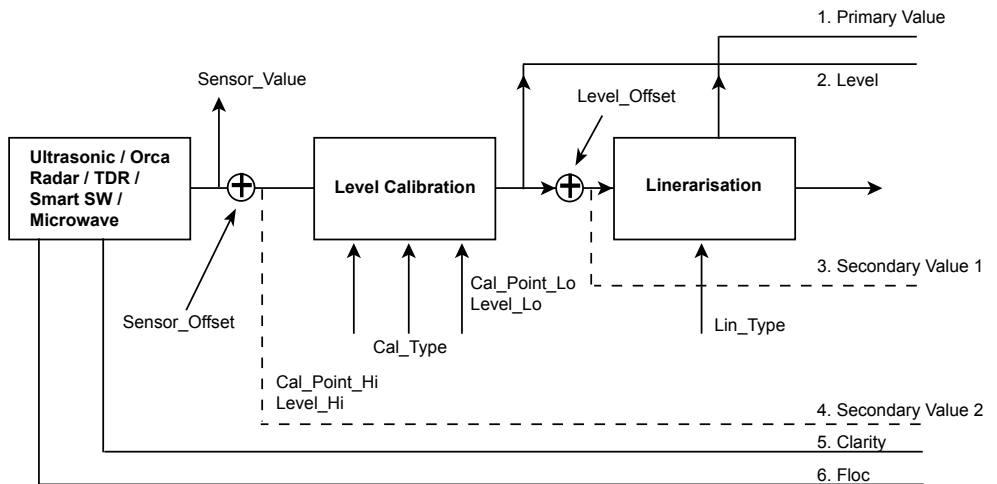 1. Primary Value
2. Level
Sensor_Value
Level_Offset
Ultrasonic / Orca
Radar / TDR /
Smart SW /
Microwave
Level Calibration
Linerarisation
3. Secondary Value 1
Cal_Point_Lo
Level_Lo
Sensor_Offset
Lin_Type
Cal_Type
Cal_Point_Hi
Level_Hi
4. Secondary Value 2
5. Clarity
6. Floc